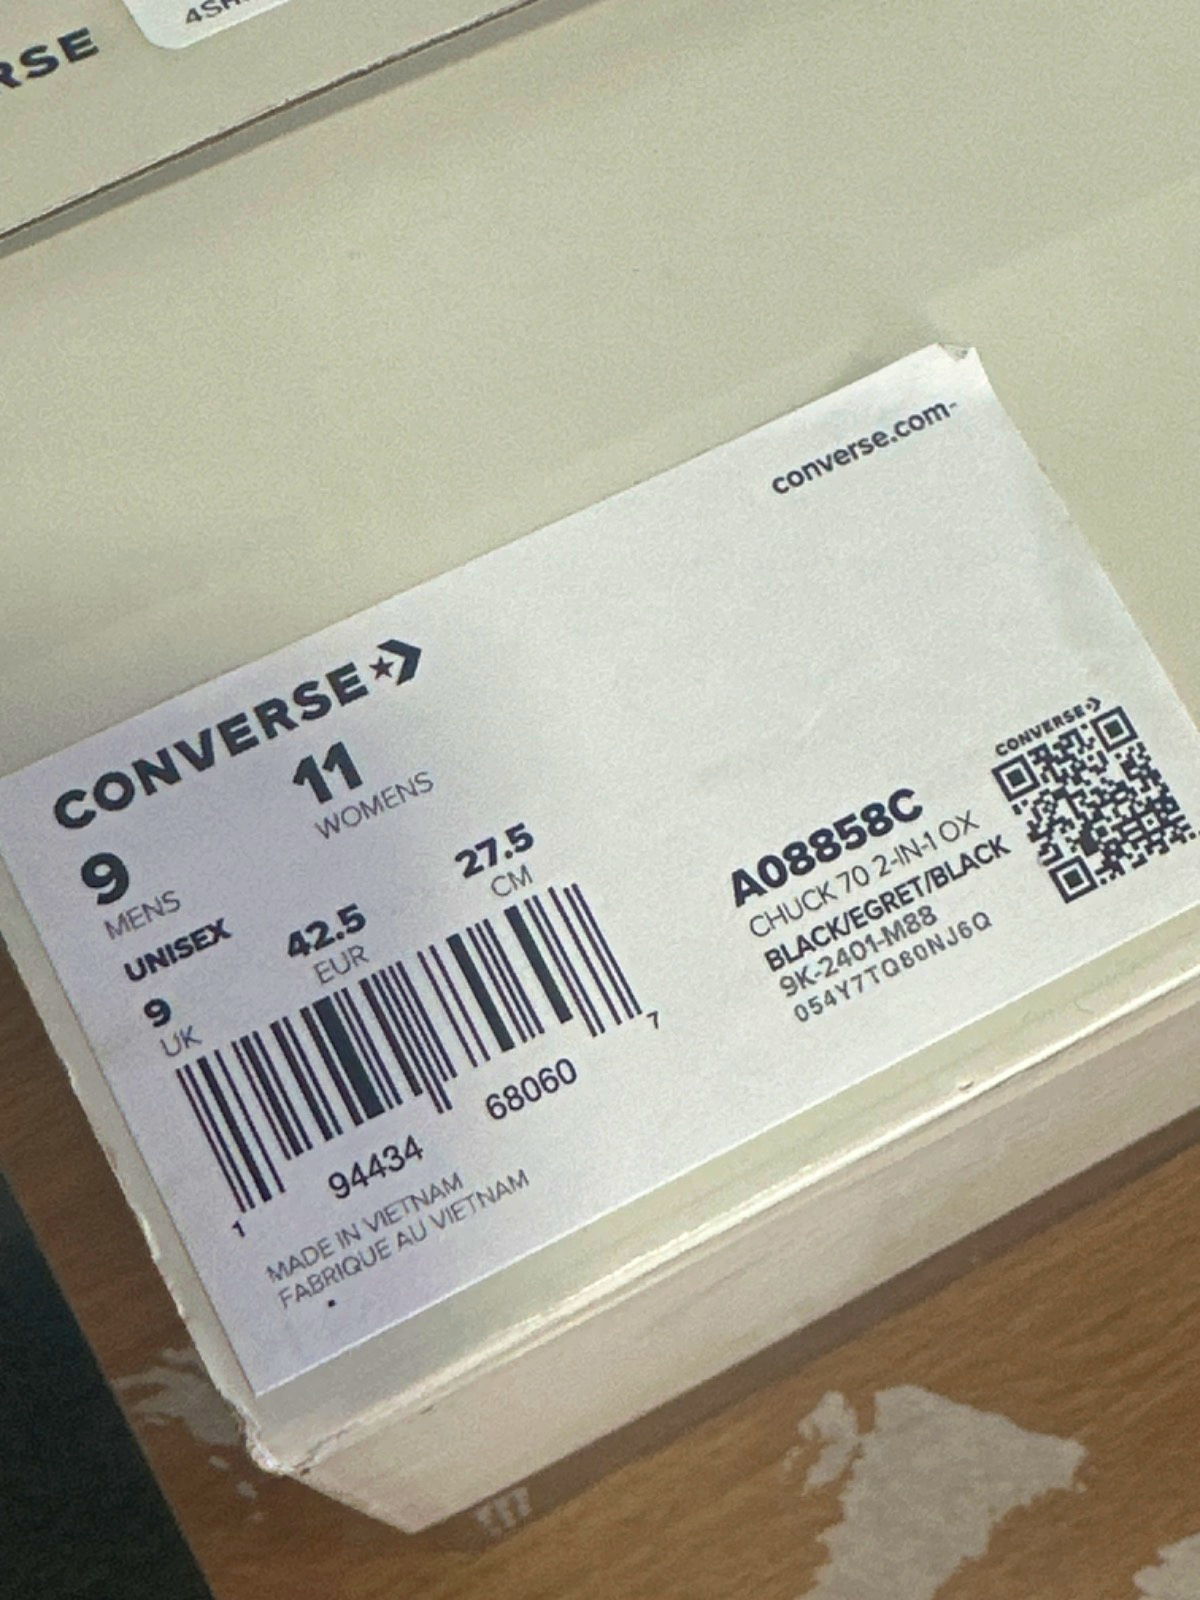 RSE
converse.com
CONVERSE
9
MENS
11
WOMENS
UNISEX
9
UK
42.5
EUR
27.5
CM
1 94434 68060 7
MADE IN VIETNAM
FABRIQUE AU VIETNAM
A08858C
CHUCK 70 2-IN-1 OX
BLACK/EGRET/BLACK
9K-2401-M88
054Y7TQ80NJ6Q
CONVERSE